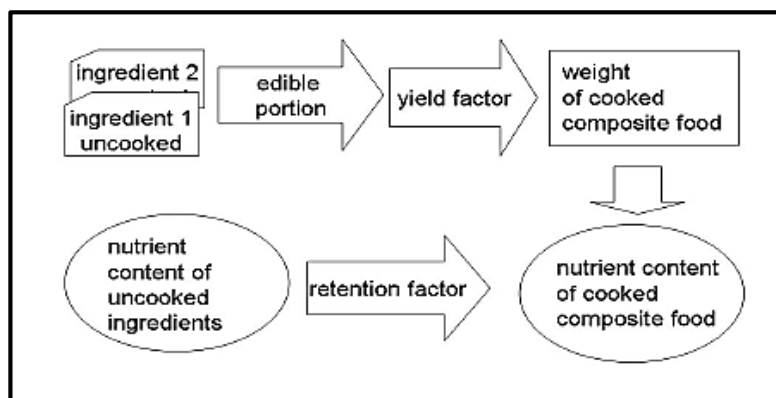 ingredient 2
ingredient 1
uncooked
edible
portion
yield factor
weight
of cooked
composite food
nutrient
content of
uncooked
ingredients
retention factor
nutrient content
of cooked
composite food